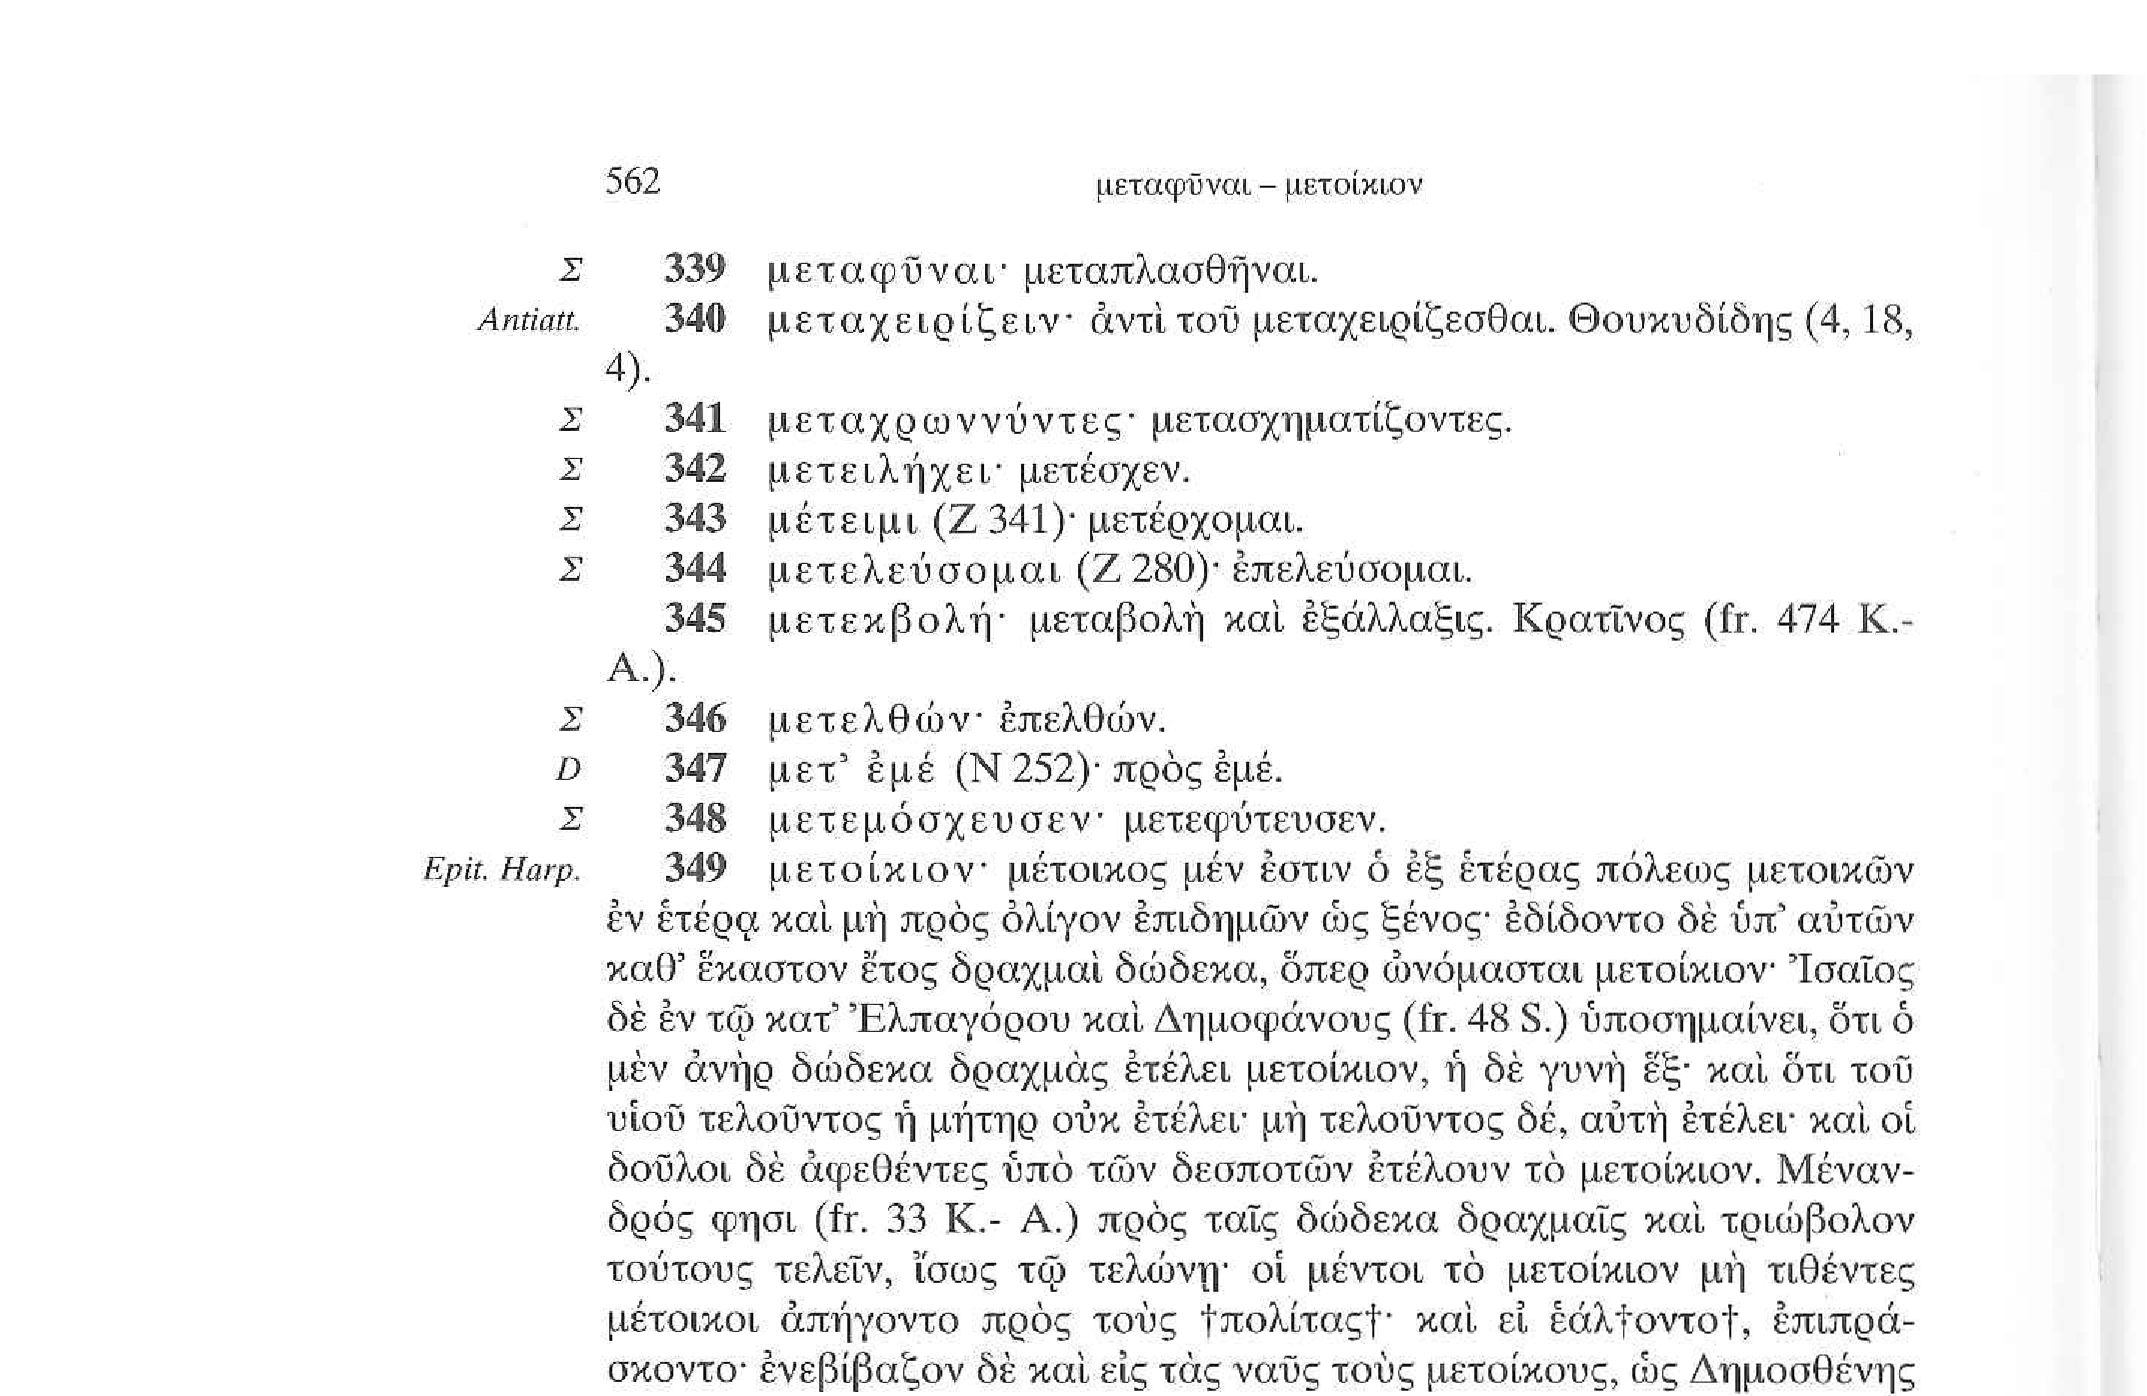 562 μεταφῦναι – μετοίκιον
Σ 339 μεταφῦναι· μεταπλασθῆναι.
Antiatt. 340 μεταχειρίζειν· ἀντὶ τοῦ μεταχειρίζεσθαι. Θουκυδίδης (4, 18,
4).
Σ 341 μεταχρωννύντες· μετασχηματίζοντες.
Σ 342 μετειλήχει· μετέσχεν.
Σ 343 μέτειμι (Ζ 341)· μετέρχομαι.
Σ 344 μετελεύσομαι (Ζ 280)· ἐπελεύσομαι.
345 μετεκβολή· μεταβολὴ καὶ ἐξάλλαξις. Κρατῖνος (fr. 474 K.-
A.).
Σ 346 μετελθών· ἐπελθών.
D 347 μετ’ ἐμέ (Ν 252)· πρὸς ἐμέ.
Σ 348 μετεμόσχευσεν· μετεφύτευσεν.
Epit. Harp. 349 μετοίκιον· μέτοικος μέν ἐστιν ὁ ἐξ ἑτέρας πόλεως μετοικῶν
ἐν ἑτέρᾳ καὶ μὴ πρὸς ὀλίγον ἐπιδημῶν ὡς ξένος· ἐδίδοντο δὲ ὑπ’ αὐτῶν
καθ’ ἕκαστον ἔτος δραχμαὶ δώδεκα, ὅπερ ὠνόμασται μετοίκιον· Ἰσαῖος
δὲ ἐν τῷ κατ’ Ἐλπαγόρου καὶ Δημοφάνους (fr. 48 S.) ὑποσημαίνει, ὅτι ὁ
μὲν ἀνὴρ δώδεκα δραχμὰς ἐτέλει μετοίκιον, ἡ δὲ γυνὴ ἕξ· καὶ ὅτι τοῦ
υἱοῦ τελοῦντος ἡ μήτηρ οὐκ ἐτέλει· μὴ τελοῦντος δέ, αὐτὴ ἐτέλει· καὶ οἱ
δοῦλοι δὲ ἀφεθέντες ὑπὸ τῶν δεσποτῶν ἐτέλουν τὸ μετοίκιον. Μέναν-
δρός φησι (fr. 33 K.- A.) πρὸς ταῖς δώδεκα δραχμαῖς καὶ τριώβολον
τούτους τελεῖν, ἴσως τῷ τελώνῃ· οἱ μέντοι τὸ μετοίκιον μὴ τιθέντες
μέτοικοι ἀπήγοντο πρὸς τοὺς †πολίτας†· καὶ εἰ ἑάλ†οντο†, ἐπιπρά-
σκοντο· ἐνεβίβαζον δὲ καὶ εἰς τὰς ναῦς τοὺς μετοίκους, ὡς Δημοσθένης